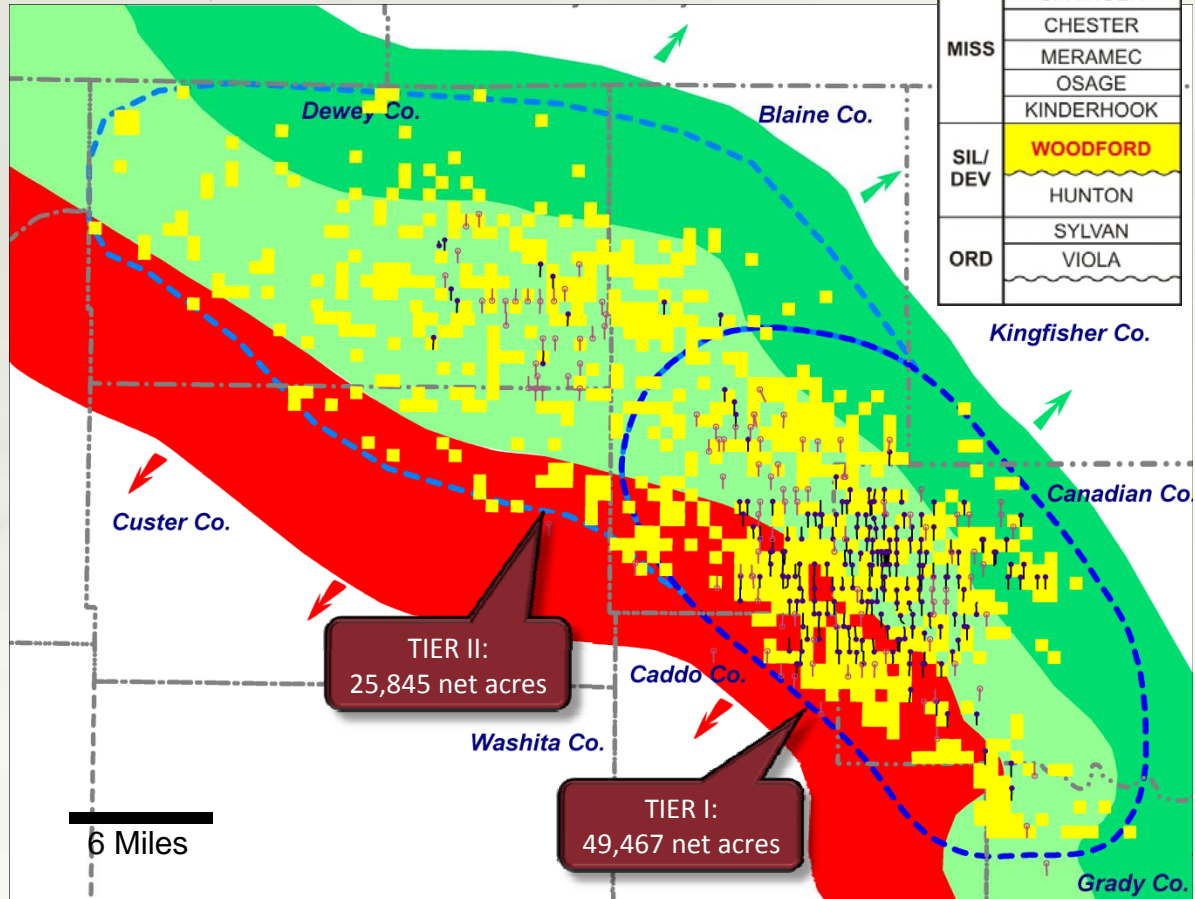 CHESTER
MISS
MERAMEC
OSAGE
KINDERHOOK
SIL/
DEV
WOODFORD
HUNTON
SYLVAN
ORD
VIOLA
Dewey Co.
Blaine Co.
Kingfisher Co.
Canadian Co.
Custer Co.
TIER II:
25,845 net acres
Caddo Co.
Washita Co.
TIER I:
49,467 net acres
6 Miles
Grady Co.